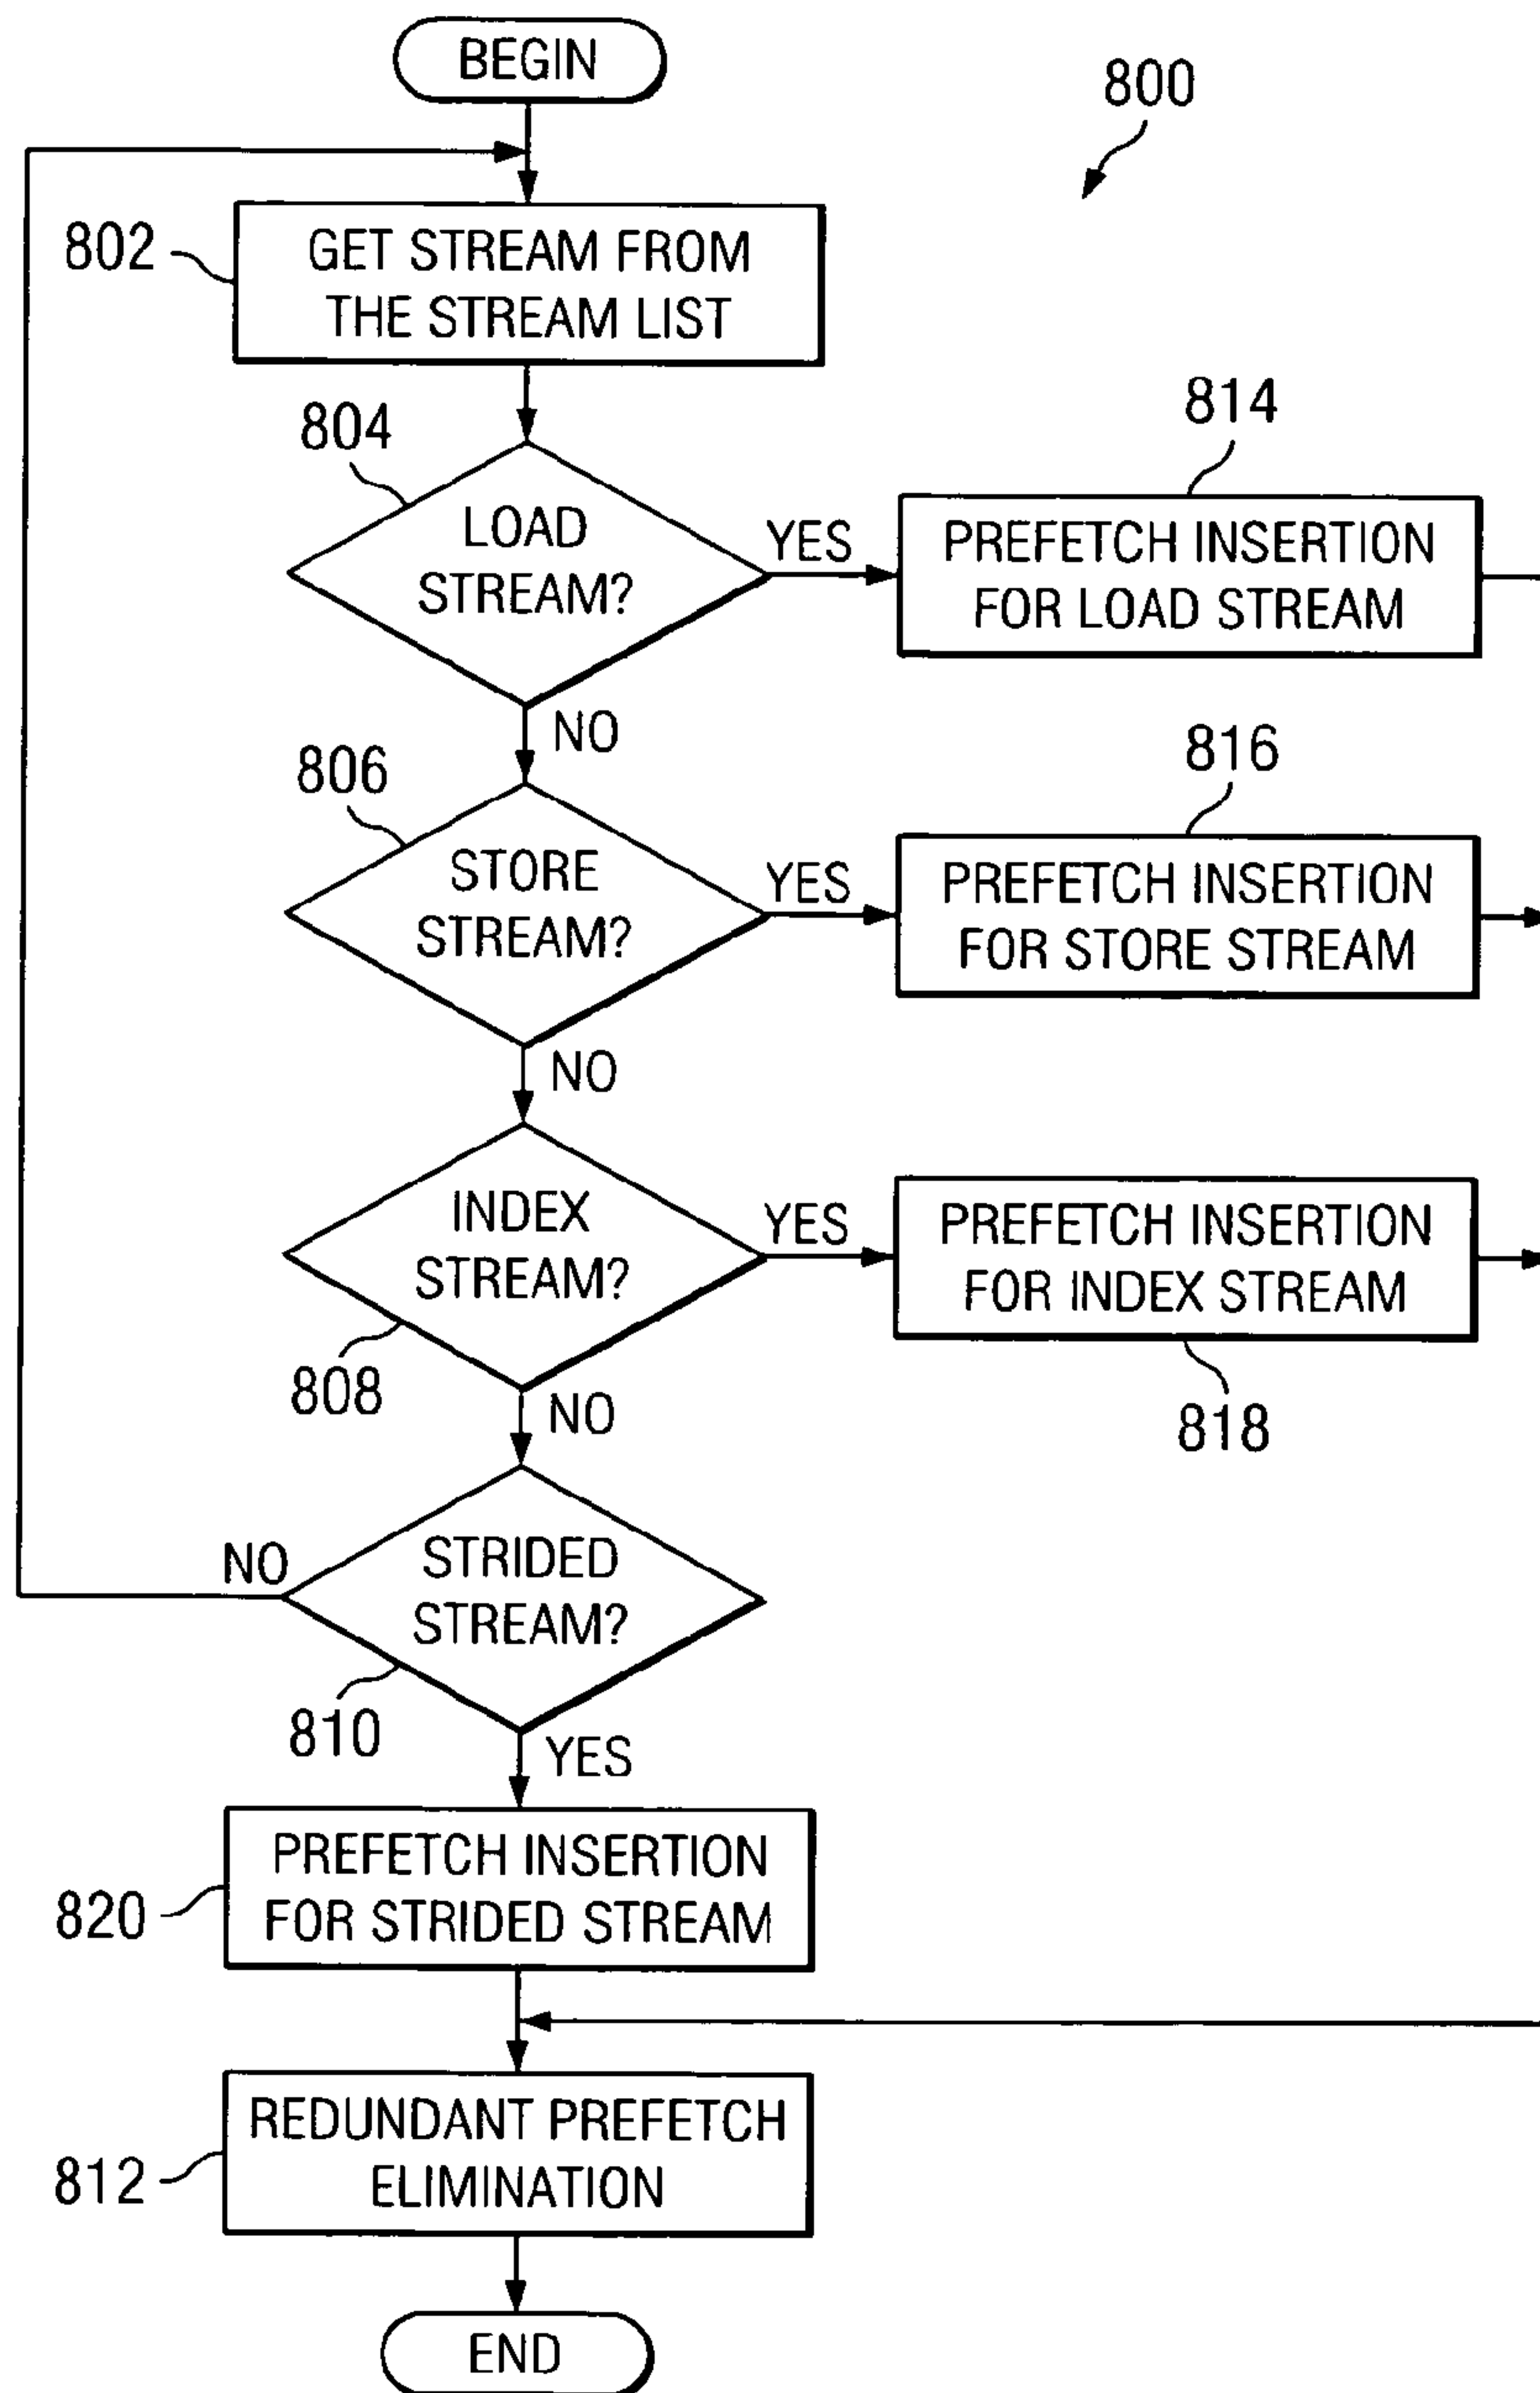 BEGIN
800
802
GET STREAM FROM
THE STREAM LIST
804
LOAD
STREAM?
YES
814
PREFETCH INSERTION
FOR LOAD STREAM
NO
806
STORE
STREAM?
YES
816
PREFETCH INSERTION
FOR STORE STREAM
NO
INDEX
STREAM?
808
YES
PREFETCH INSERTION
FOR INDEX STREAM
818
NO
STRIDED
STREAM?
NO
810
YES
820
PREFETCH INSERTION
FOR STRIDED STREAM
812
REDUNDANT PREFETCH
ELIMINATION
END